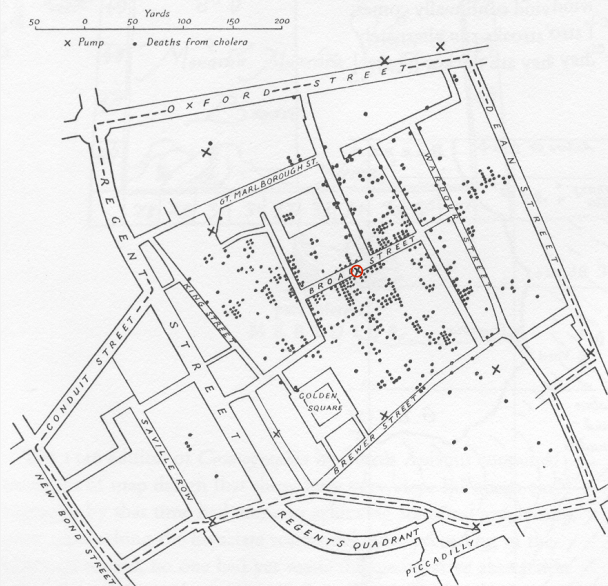 Yards
50 0 50 100 150 200
x Pump • Deaths from cholera
OXFORD STREET
DEAN STREET
REGENT STREET
GT. MARLBOROUGH ST.
WARDOUR STREET
BROAD STREET
KING STREET
CONDUIT STREET
GOLDEN
SQUARE
BREWER STREET
SAVILLE ROW
NEW BOND STREET
REGENTS QUADRANT
PICCADILLY